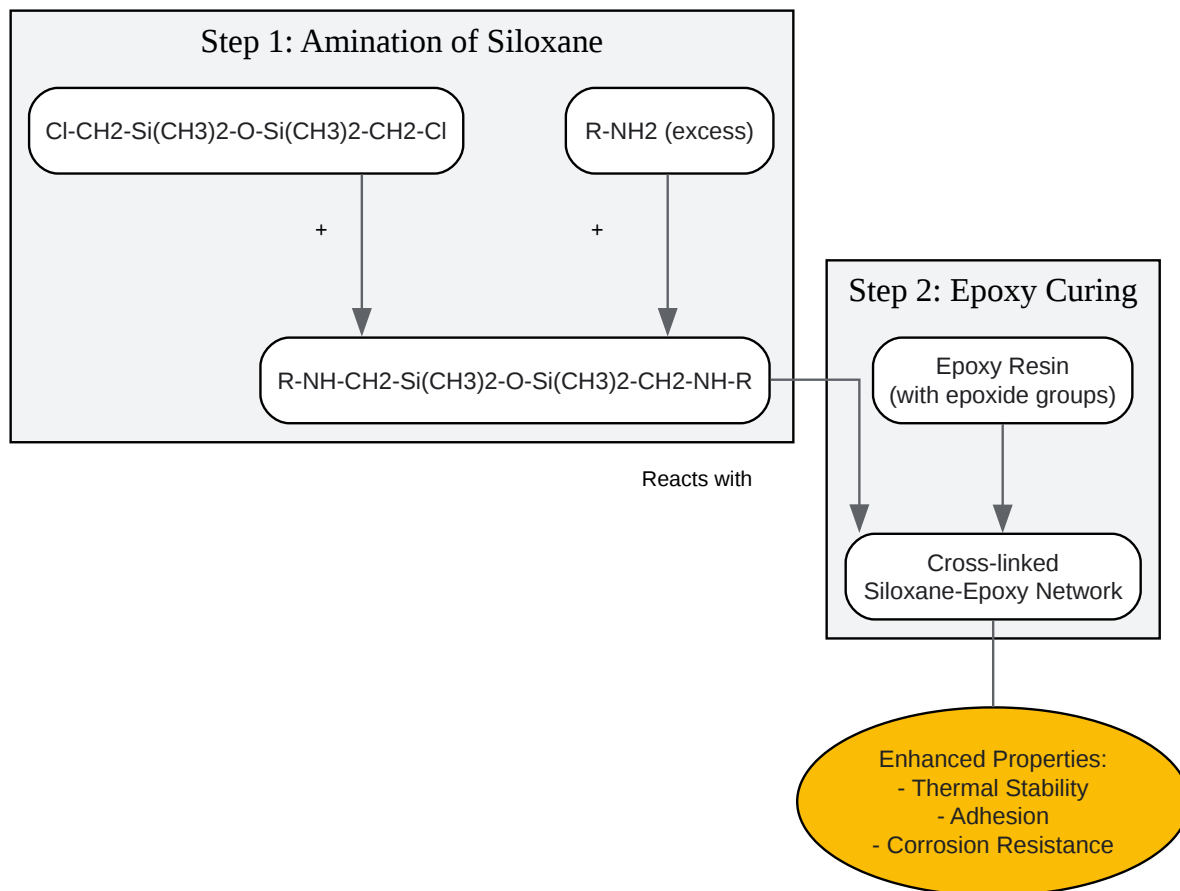 Step 1: Amination of Siloxane
Cl-CH2-Si(CH3)2-O-Si(CH3)2-CH2-Cl
R-NH2 (excess)
+
+
R-NH-CH2-Si(CH3)2-O-Si(CH3)2-CH2-NH-R
Reacts with
Step 2: Epoxy Curing
Epoxy Resin
(with epoxide groups)
Cross-linked
Siloxane-Epoxy Network
Enhanced Properties:
- Thermal Stability
- Adhesion
- Corrosion Resistance